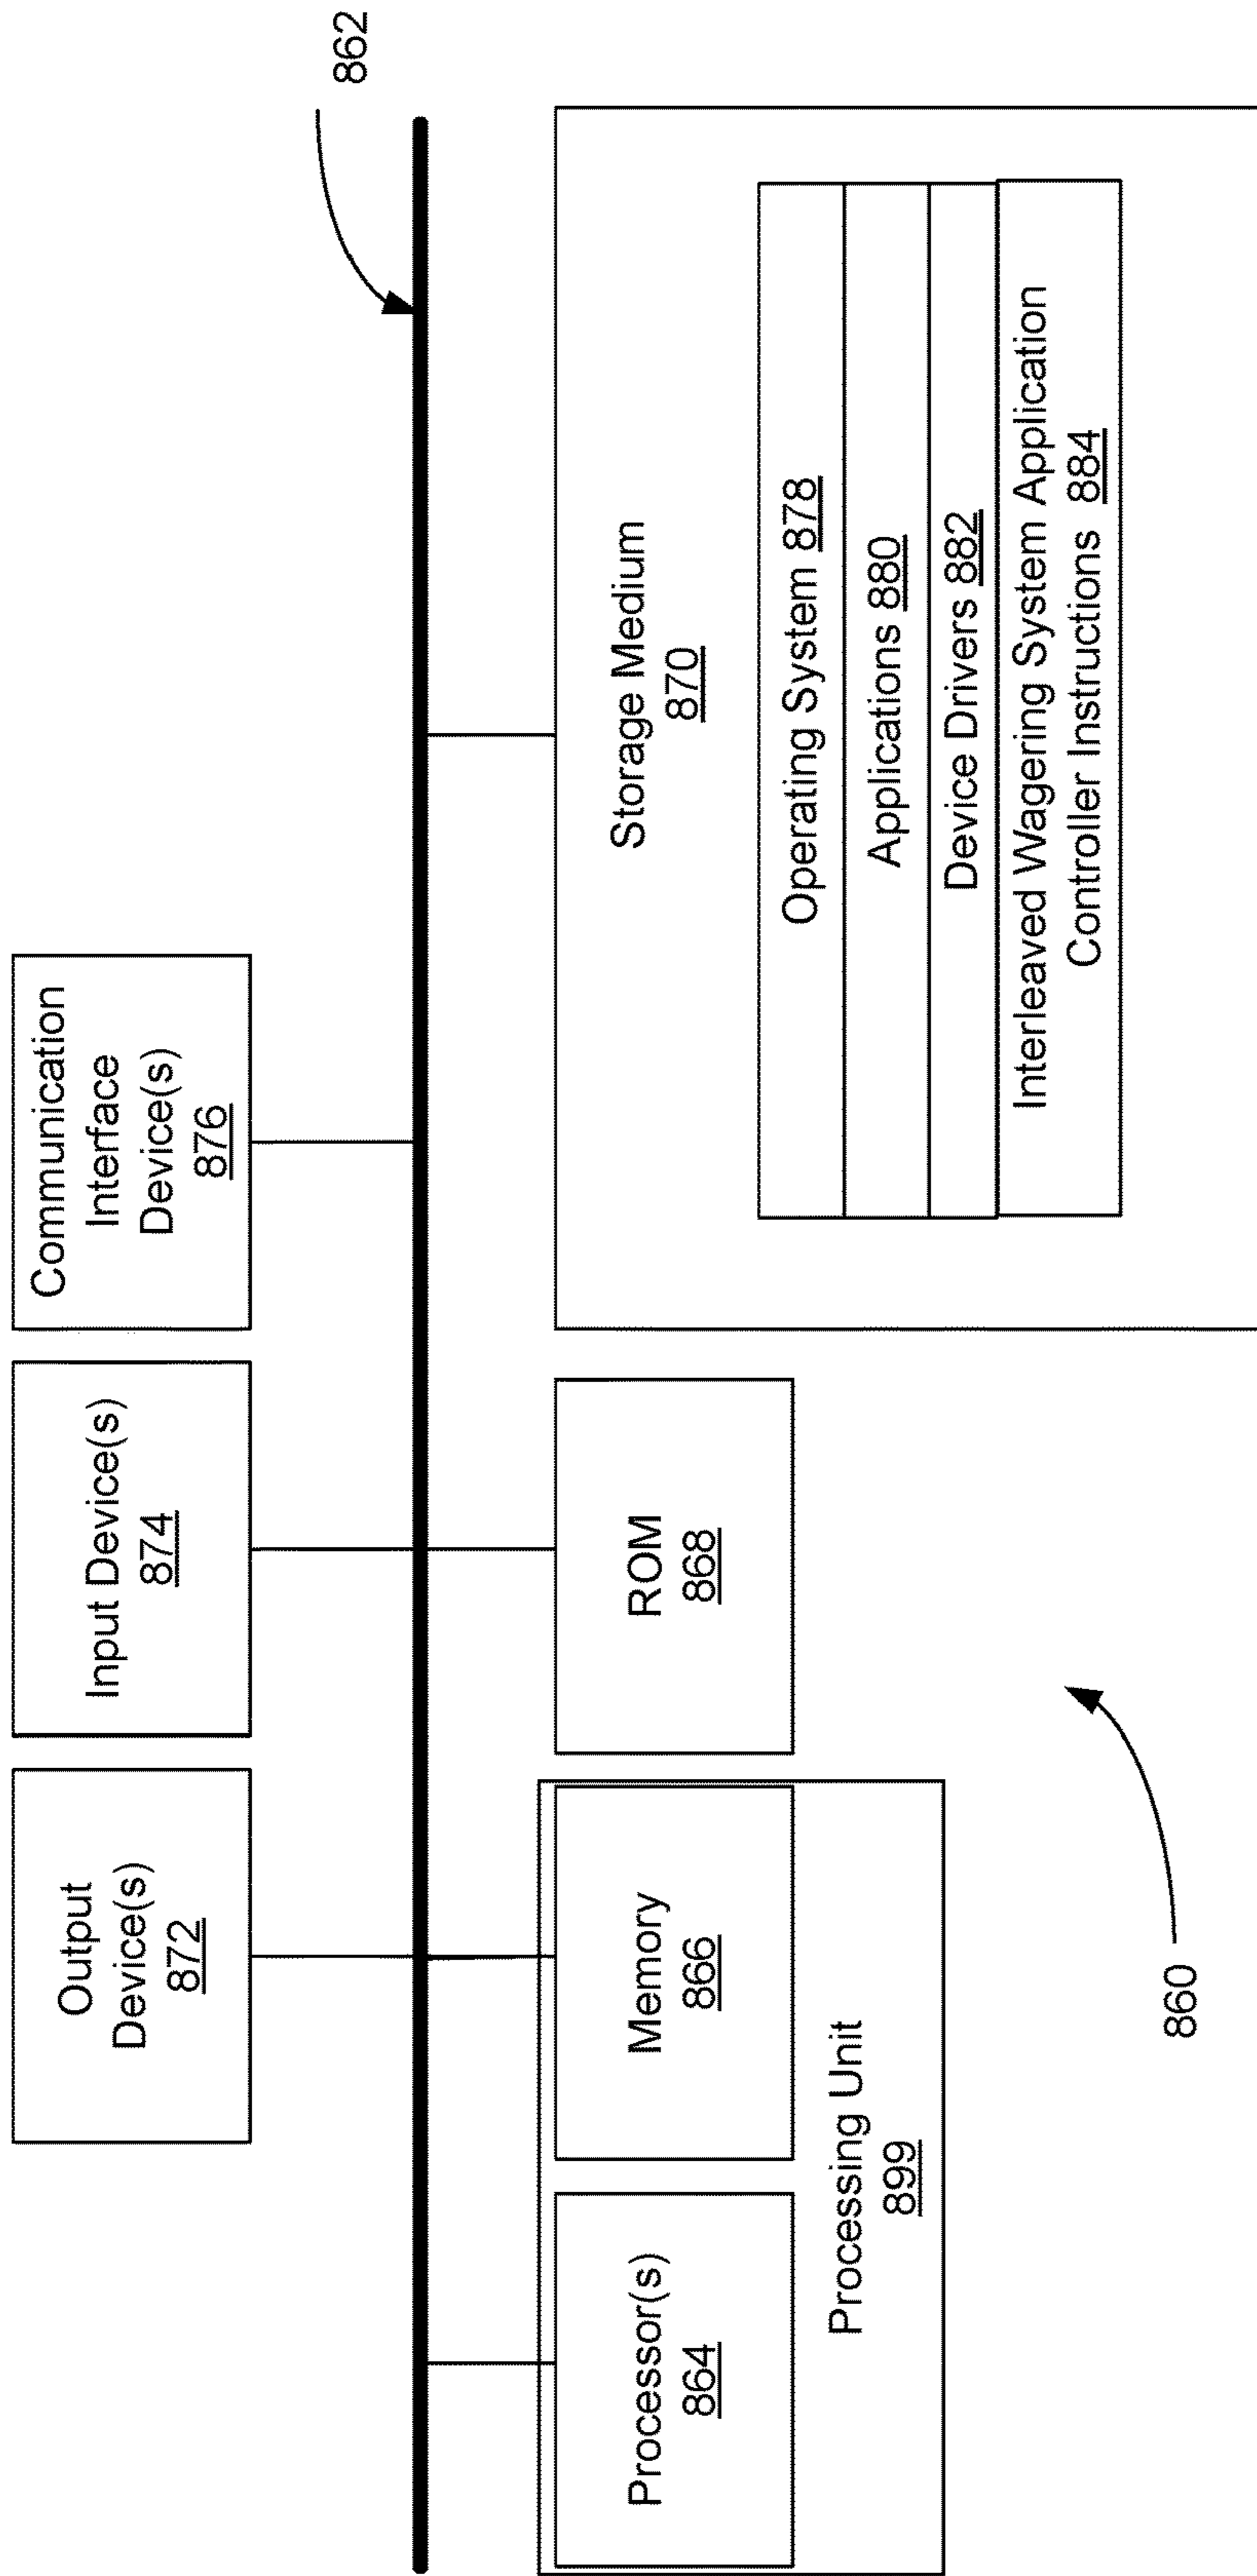 Output
Device(s)
872
Input Device(s)
874
Communication
Interface
Device(s)
876
862
Processor(s)
864
Memory
866
Processing Unit
899
ROM
868
Storage Medium
870
Operating System 878
Applications 880
Device Drivers 882
Interleaved Wagering System Application
Controller Instructions 884
860